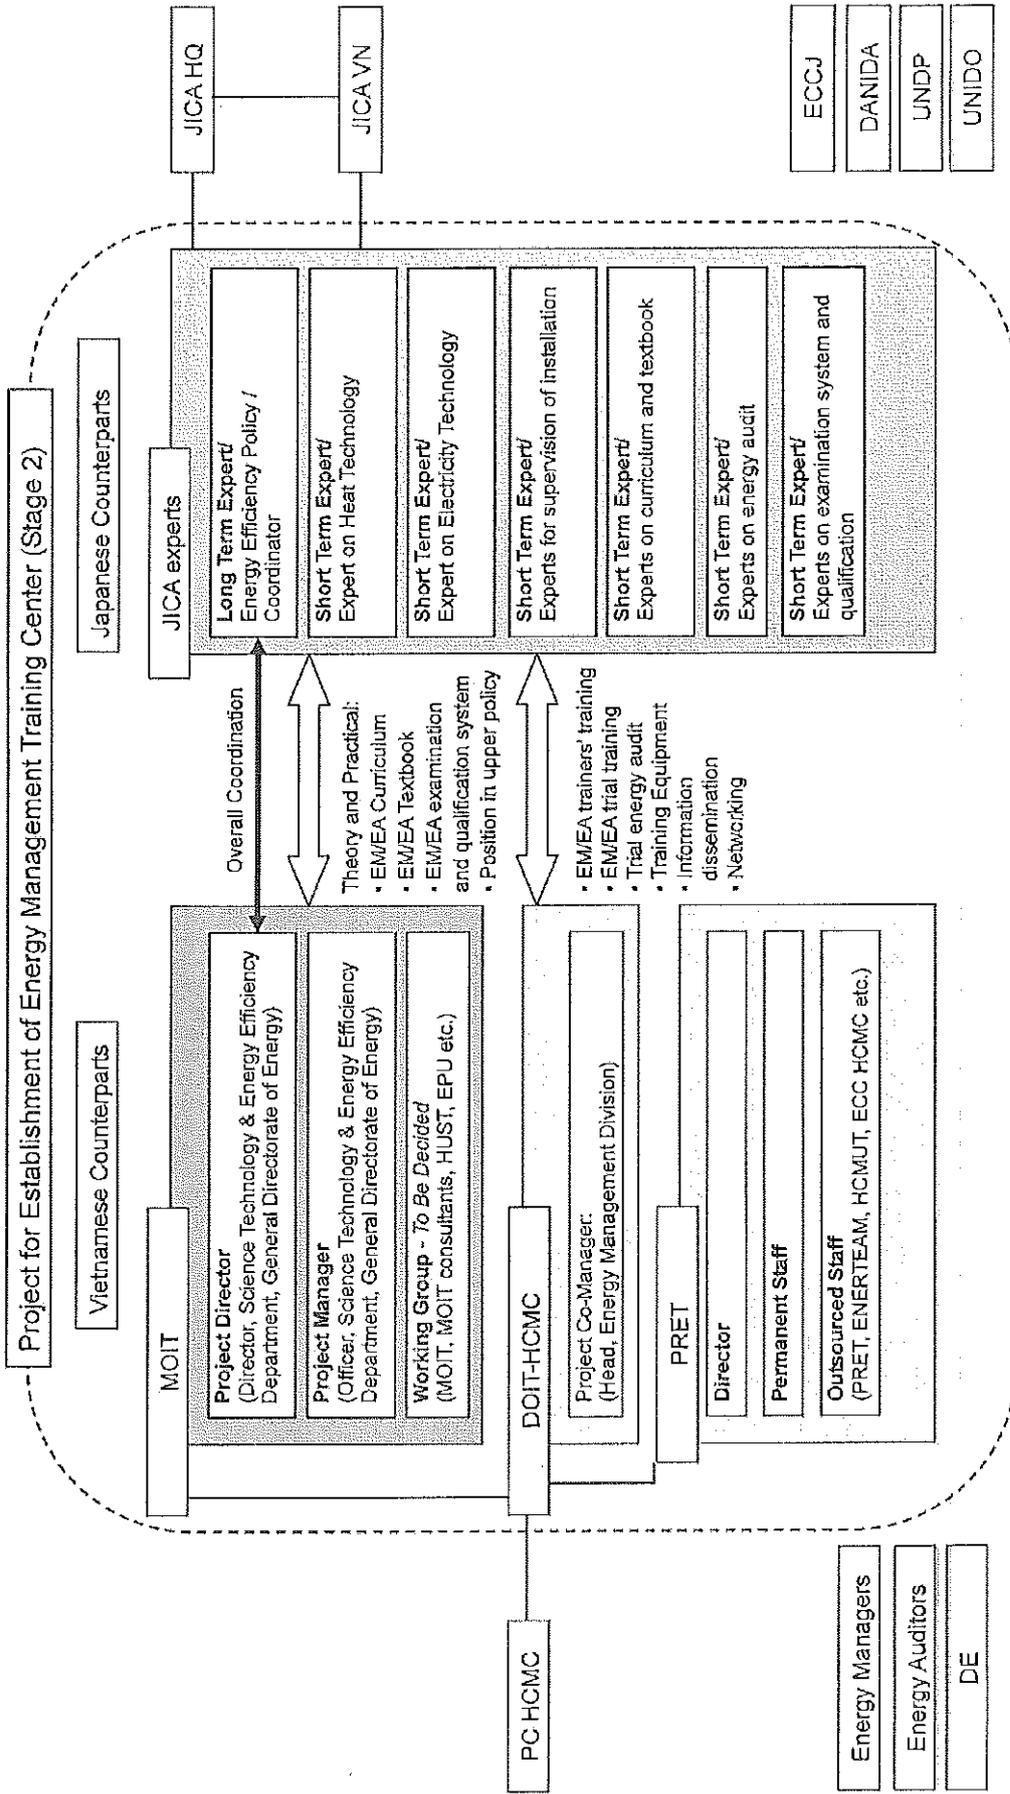 Project for Establishment of Energy Management Training Center (Stage 2)
Vietnamese Counterparts
Japanese Counterparts
MOIT
Project Director
(Director, Science Technology & Energy Efficiency
Department, General Directorate of Energy)
Project Manager
(Officer, Science Technology & Energy Efficiency
Department, General Directorate of Energy)
Working Group - To Be Decided
(MOIT, MOIT consultants, HUST, EPU etc.)
DOIT-HCMC
Project Co-Manager:
(Head, Energy Management Division)
PRET
Director
Permanent Staff
Outsourced Staff
(PRET, ENERTEAM, HCMUT, ECC HCMC etc.)
PC HCMC
Energy Managers
Energy Auditors
DE
Overall Coordination
Theory and Practical:
• EM/EA Curriculum
• EM/EA Textbook
• EM/EA examination
and qualification system
• Position in upper policy
• EM/EA trainers' training
• EM/EA trial training
• Trial energy audit
• Training Equipment
• Information
dissemination
• Networking
JICA experts
Long Term Expert/
Energy Efficiency Policy /
Coordinator
Short Term Expert/
Expert on Heat Technology
Short Term Expert/
Expert on Electricity Technology
Short Term Expert/
Experts for supervision of installation
Short Term Expert/
Experts on curriculum and textbook
Short Term Expert/
Experts on energy audit
Short Term Expert/
Experts on examination system and
qualification
JICA HQ
JICA VN
ECCJ
DANIDA
UNDP
UNIDO